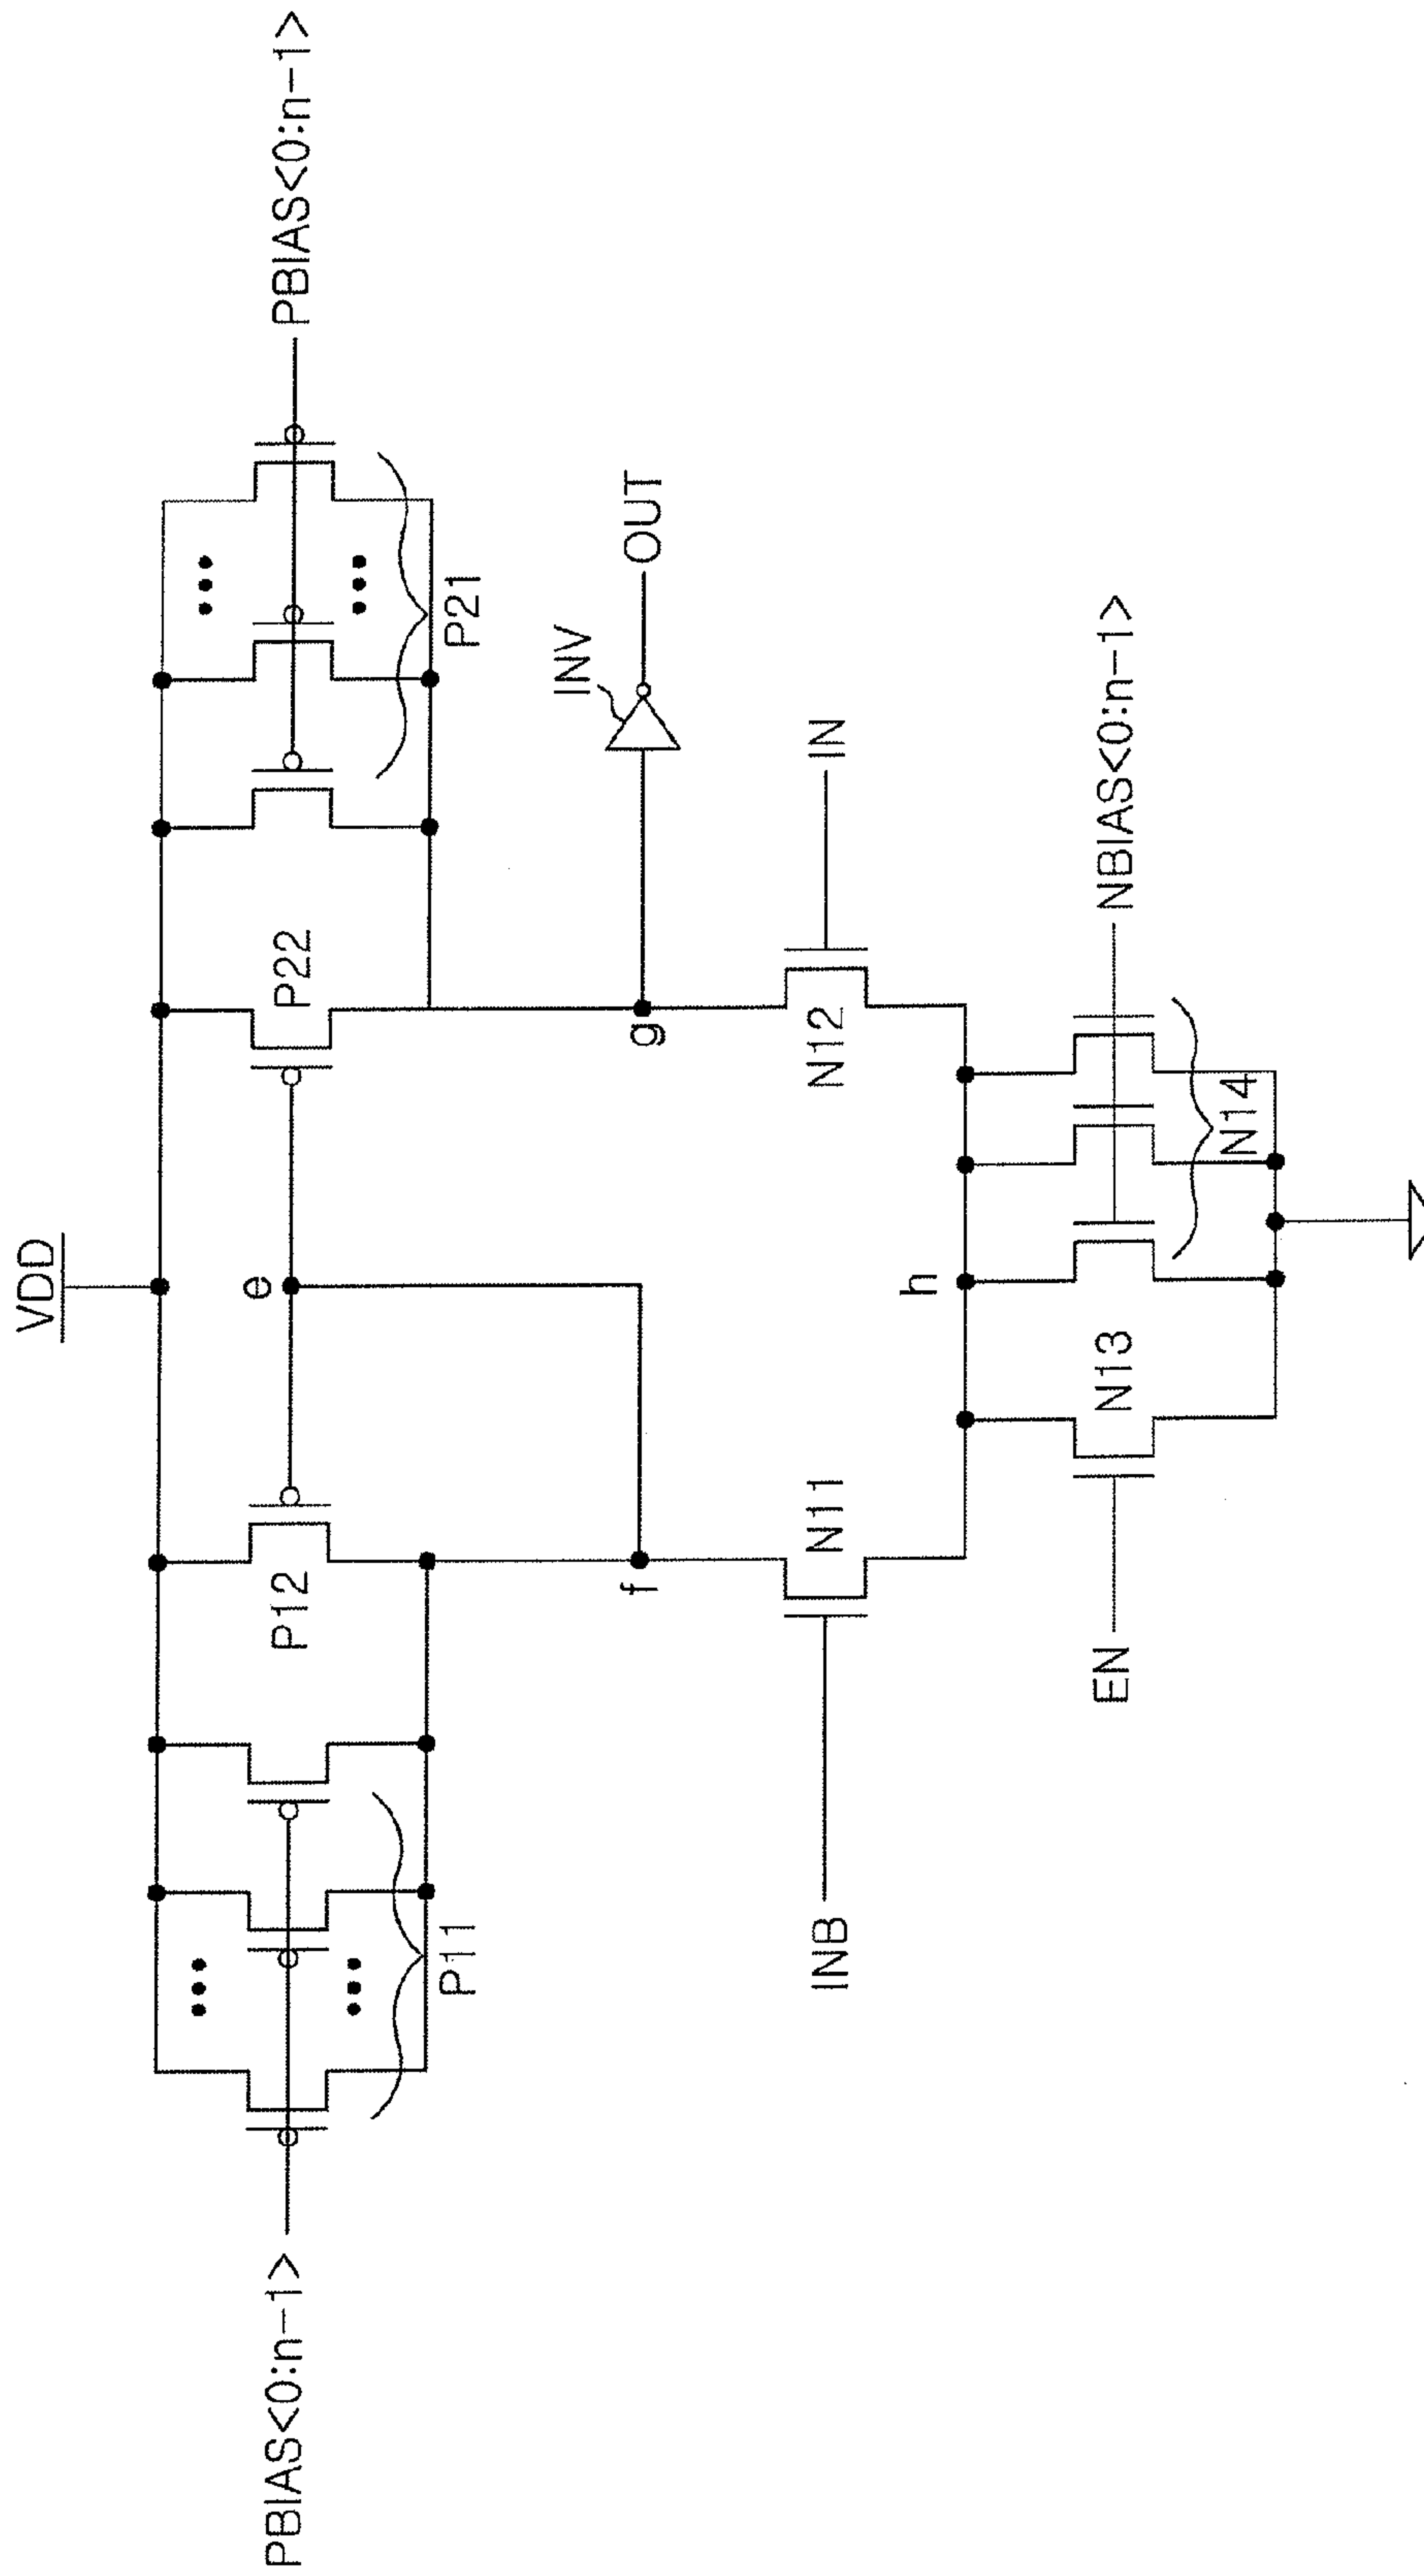 VDD
PBIAS<0:n-1>
P11
P12
e
P22
P21
PBIAS<0:n-1>
f
g
INV
OUT
INB
N11
N12
IN
h
EN
N13
N14
NBIAS<0:n-1>